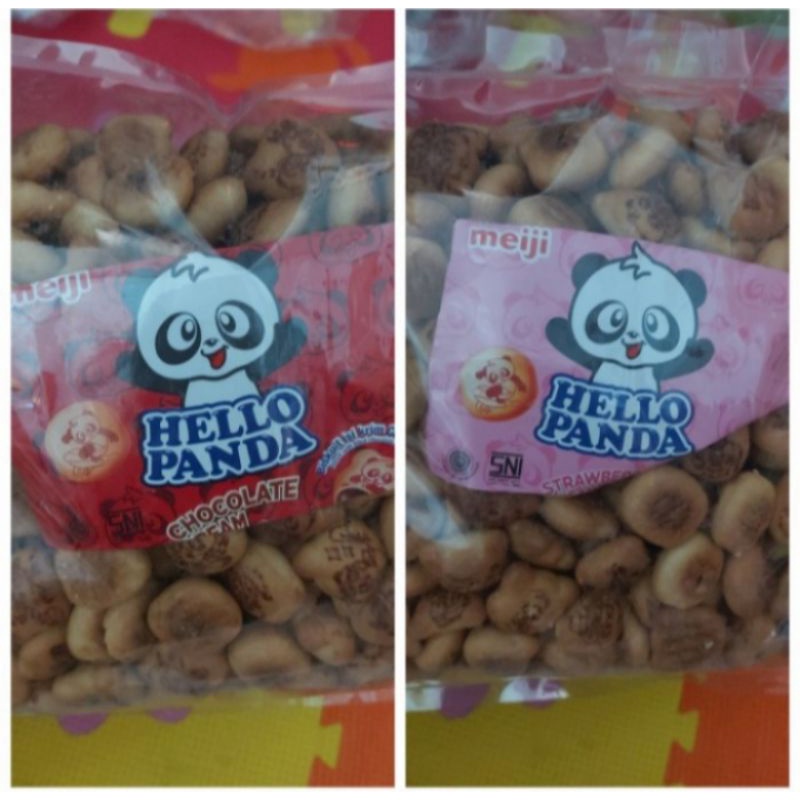 meiji
HELLO
PANDA
SNI
CHOCOLATE
meiji
HELLO
PANDA
SNI